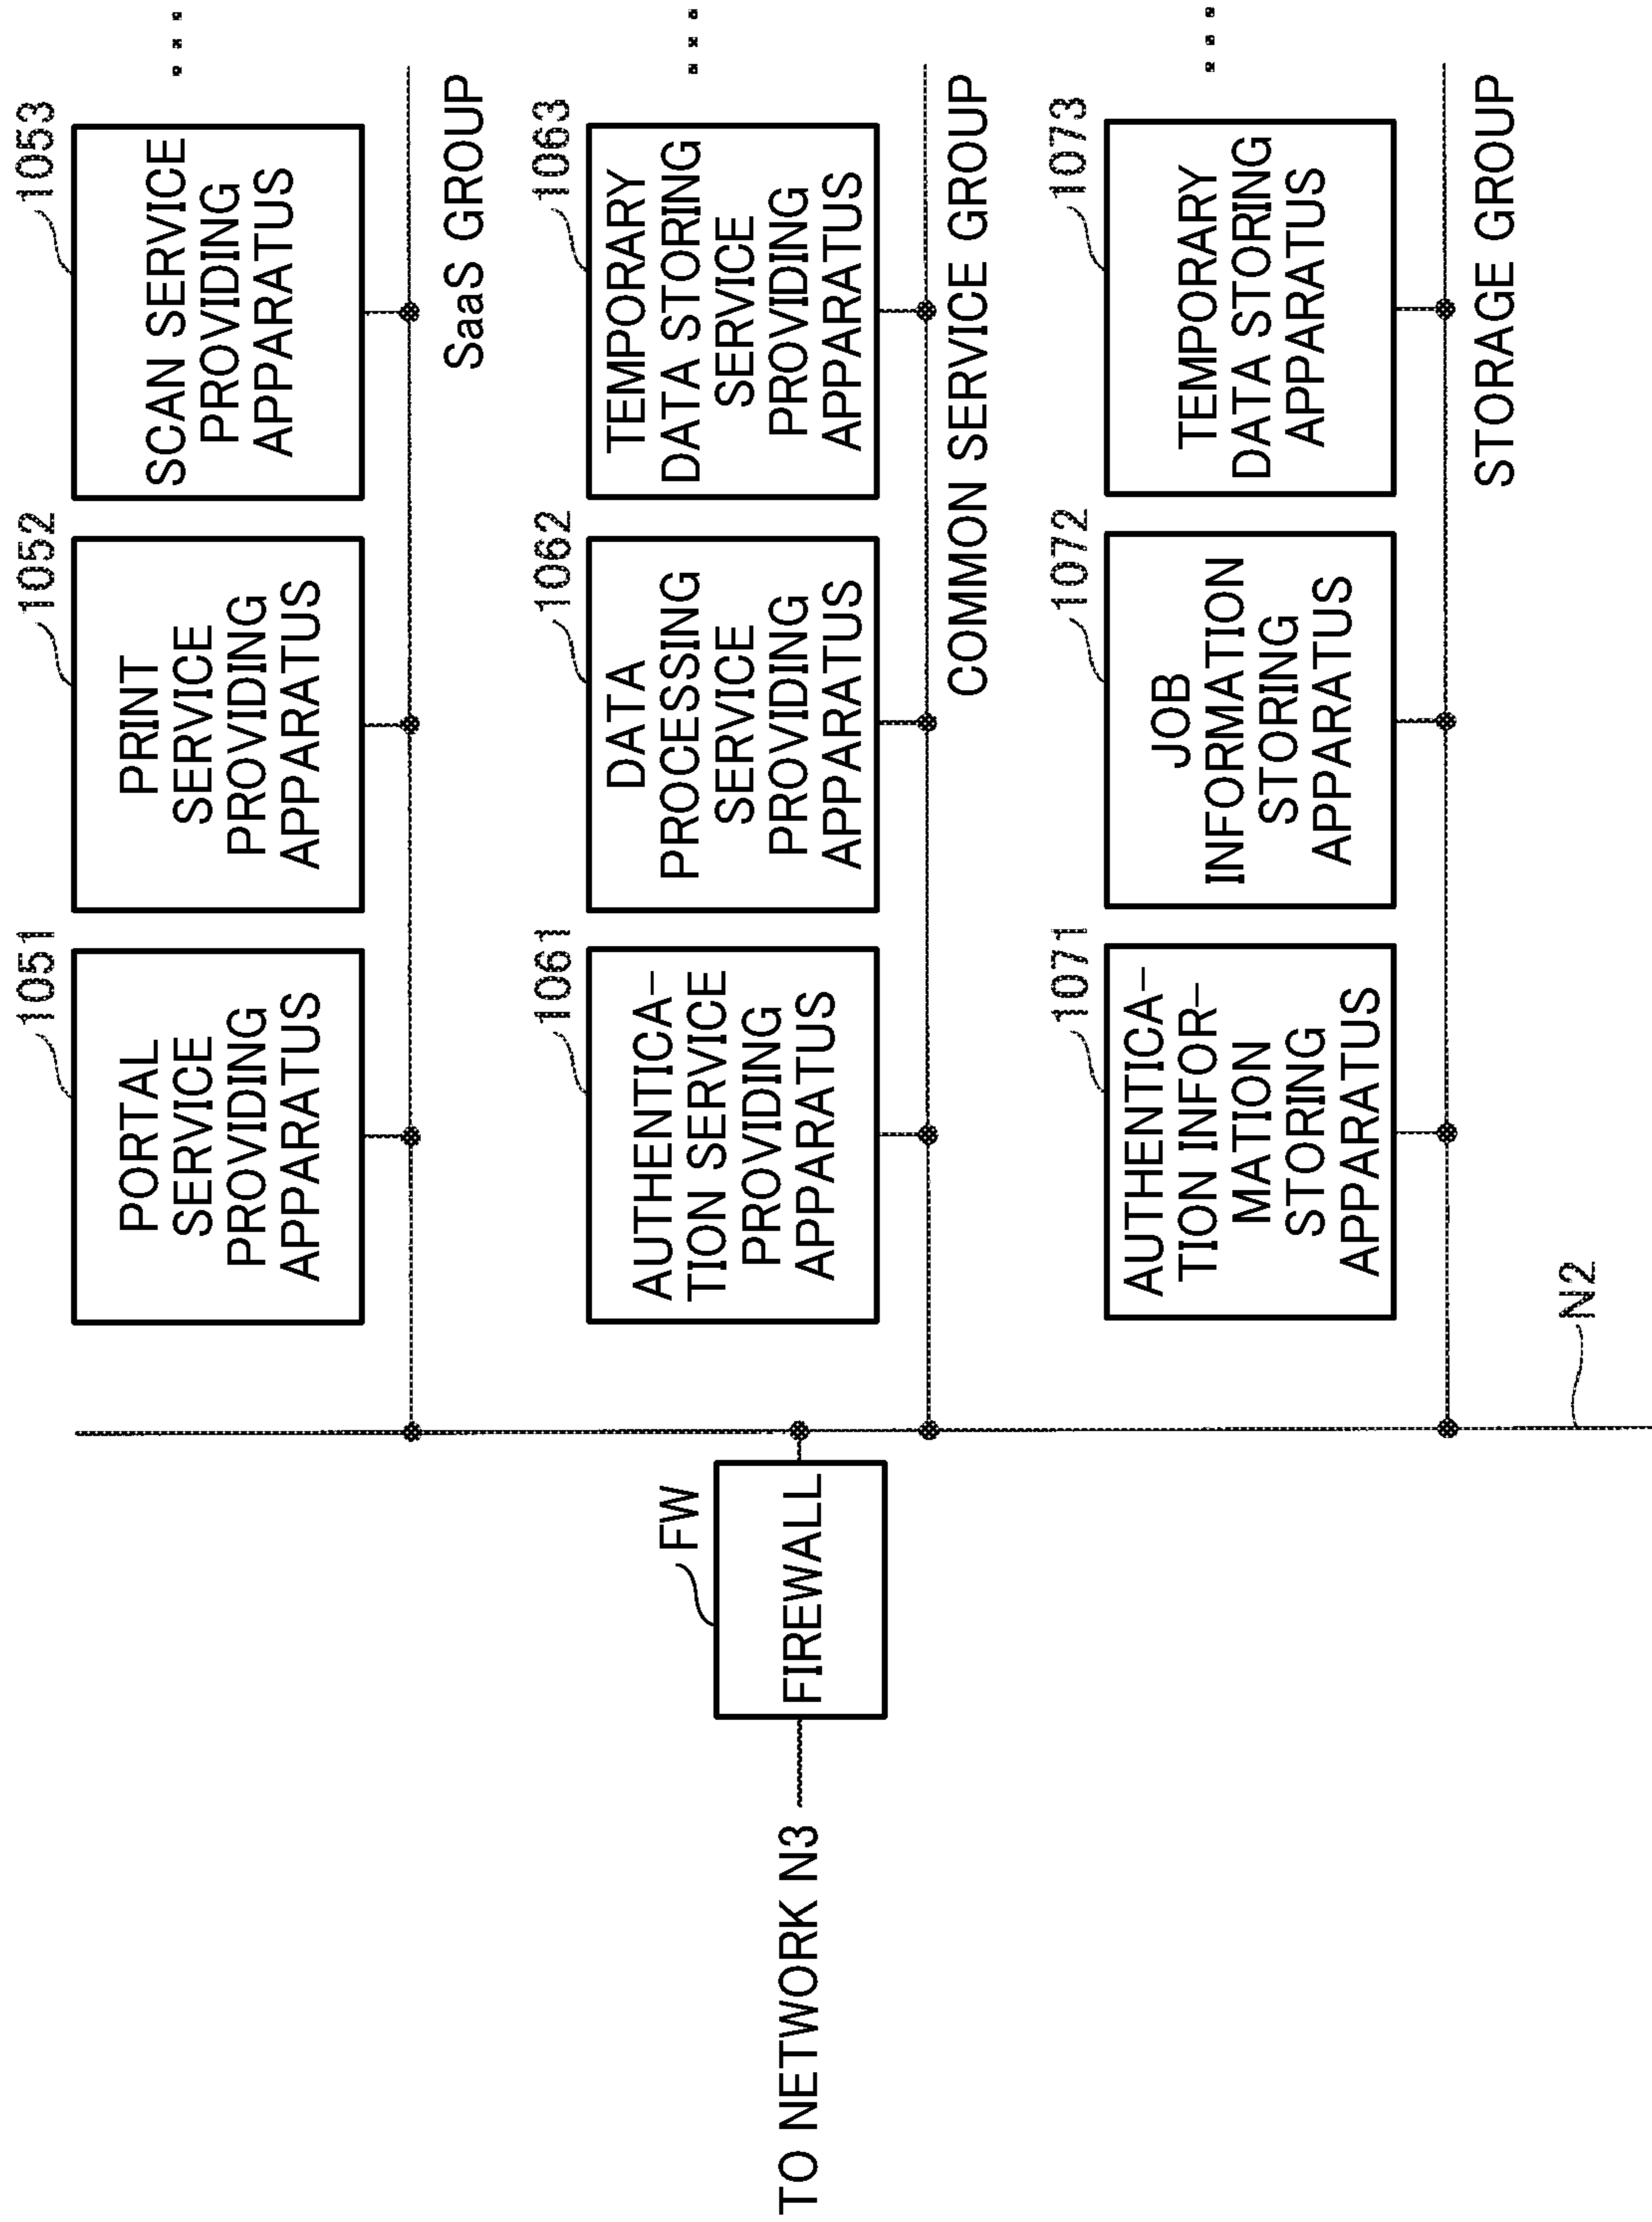 1051
PORTAL
SERVICE
PROVIDING
APPARATUS
1052
PRINT
SERVICE
PROVIDING
APPARATUS
1053
SCAN SERVICE
PROVIDING
APPARATUS
SaaS GROUP
1061
AUTHENTICA-
TION SERVICE
PROVIDING
APPARATUS
1062
DATA
PROCESSING
SERVICE
PROVIDING
APPARATUS
1063
TEMPORARY
DATA STORING
SERVICE
PROVIDING
APPARATUS
COMMON SERVICE GROUP
FW
FIREWALL
TO NETWORK N3
1071
AUTHENTICA-
TION INFOR-
MATION
STORING
APPARATUS
1072
JOB
INFORMATION
STORING
APPARATUS
1073
TEMPORARY
DATA STORING
APPARATUS
STORAGE GROUP
N2